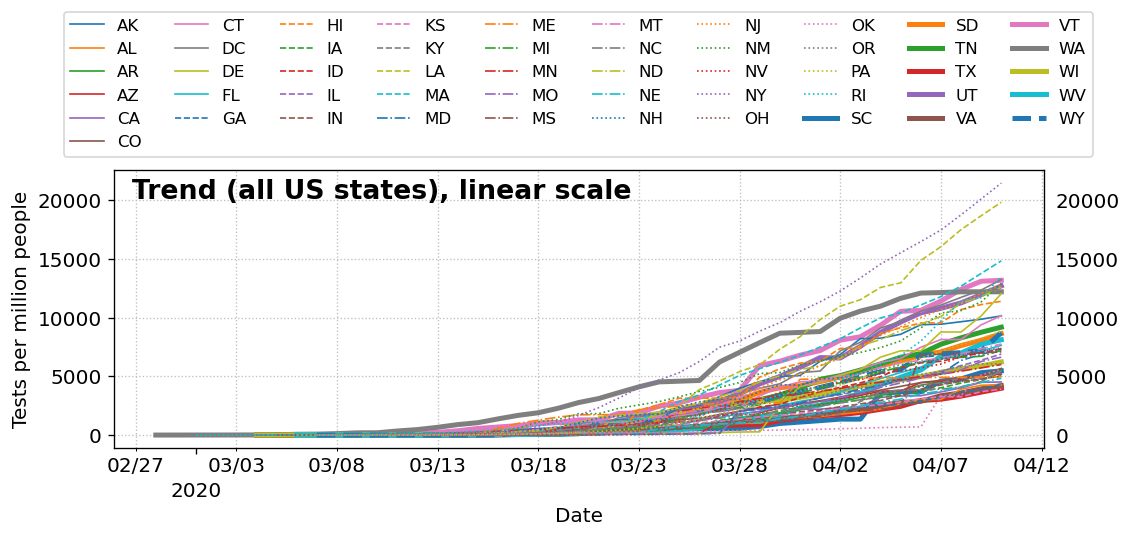 AK CT HI KS ME MT NJ OK SD VT
AL DC IA KY MI NC NM OR TN WA
AR DE ID LA MN ND NV PA TX WI
AZ FL IL MA MO NE NY RI UT WV
CA GA IN MD MS NH OH SC VA WY
CO
Trend (all US states), linear scale
Tests per million people
20000 20000
15000 15000
10000 10000
5000 5000
0 0
02/27 03/03 03/08 03/13 03/18 03/23 03/28 04/02 04/07 04/12
2020
Date